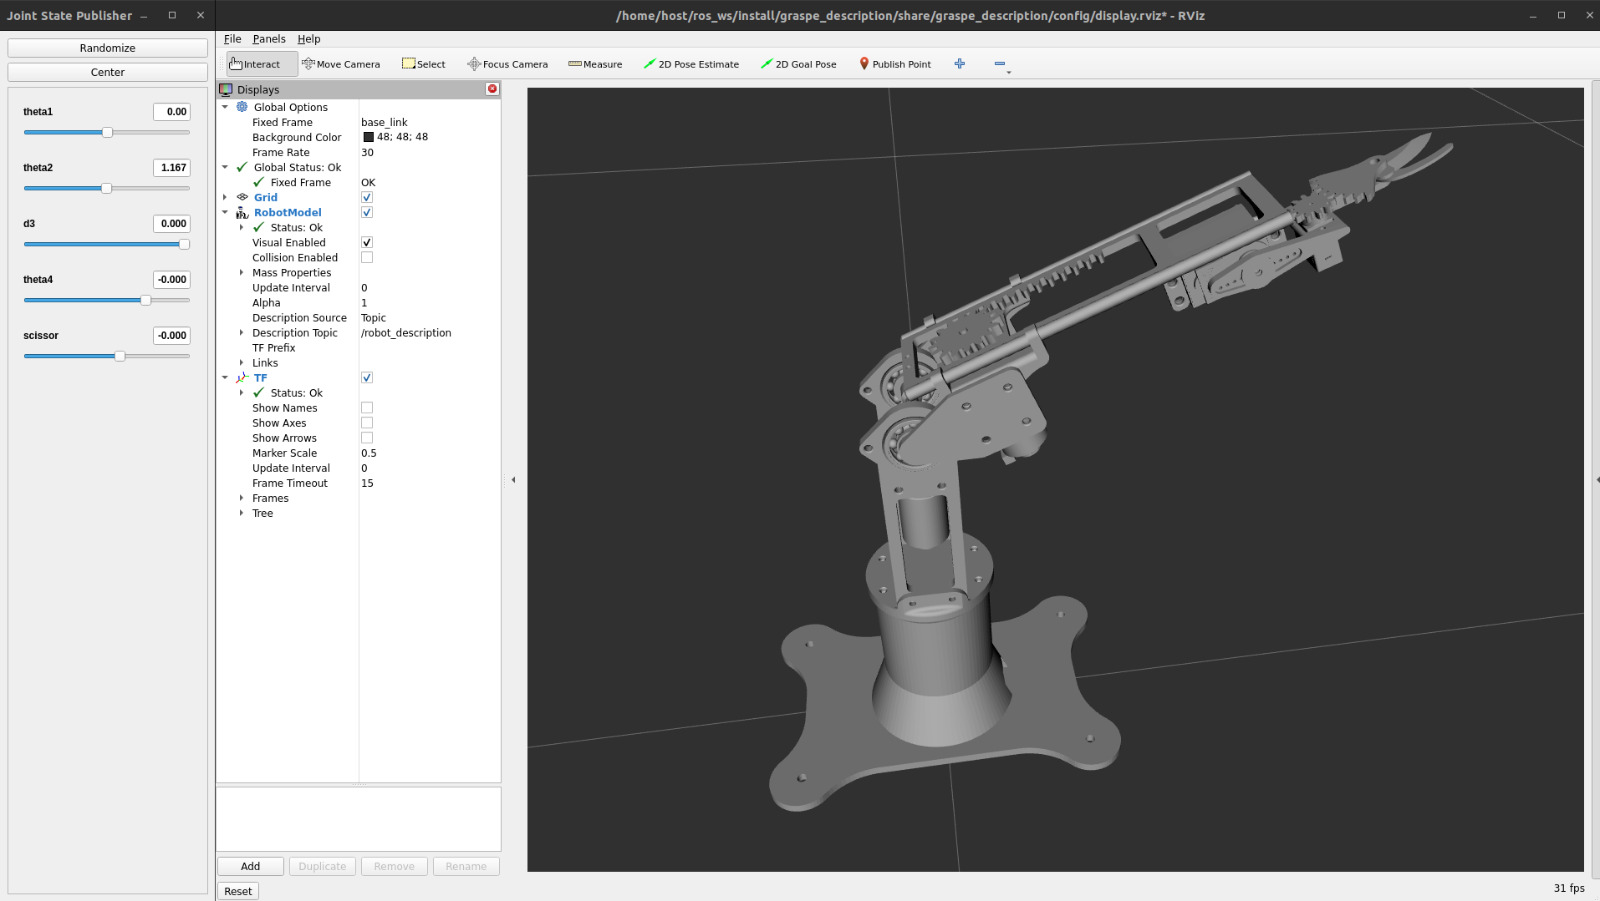 Joint State Publisher
/home/host/ros_ws/install/graspe_description/share/graspe_description/config/display.rviz* - RViz
Randomize
Center
theta1 0.00
theta2 1.167
d3 0.000
theta4 -0.000
scissor -0.000
File Panels Help
Interact Move Camera Select Focus Camera Measure 2D Pose Estimate 2D Goal Pose Publish Point
Displays
Global Options
Fixed Frame base_link
Background Color 48; 48; 48
Frame Rate 30
Global Status: Ok
Fixed Frame OK
Grid
RobotModel
Status: Ok
Visual Enabled
Collision Enabled
Mass Properties
Update Interval 0
Alpha 1
Description Source Topic
Description Topic /robot_description
TF Prefix
Links
TF
Status: Ok
Show Names
Show Axes
Show Arrows
Marker Scale 0.5
Update Interval 0
Frame Timeout 15
Frames
Tree
Add Duplicate Remove Rename
Reset
31 fps